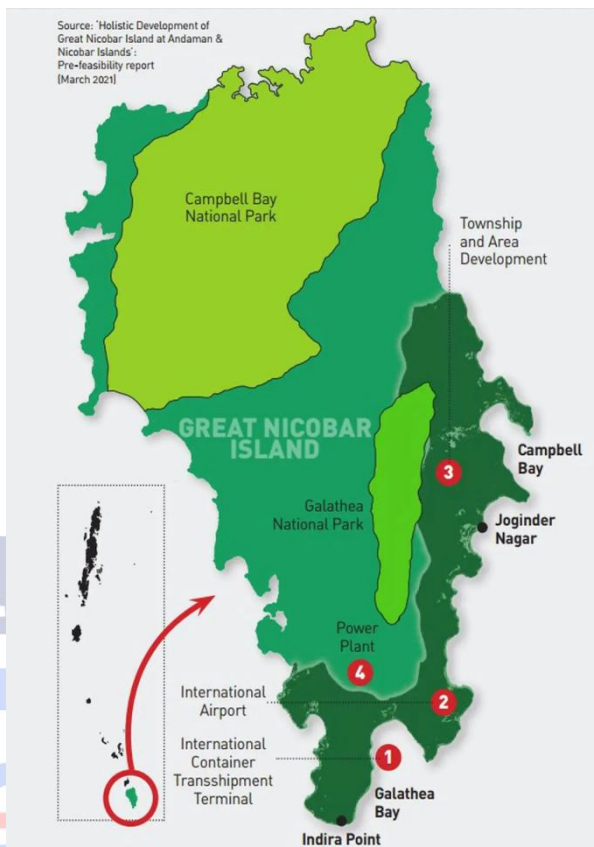 Source: ‘Holistic Development of
Great Nicobar Island at Andaman &
Nicobar Islands’:
Pre-feasibility report
(March 2021)
Campbell Bay
National Park
Township
and Area
Development
GREAT NICOBAR
ISLAND
Campbell
Bay
3
Galathea
National Park
Joginder
Nagar
Power
Plant
4
International
Airport
2
International
Container
Transshipment
Terminal
1
Galathea
Bay
Indira Point